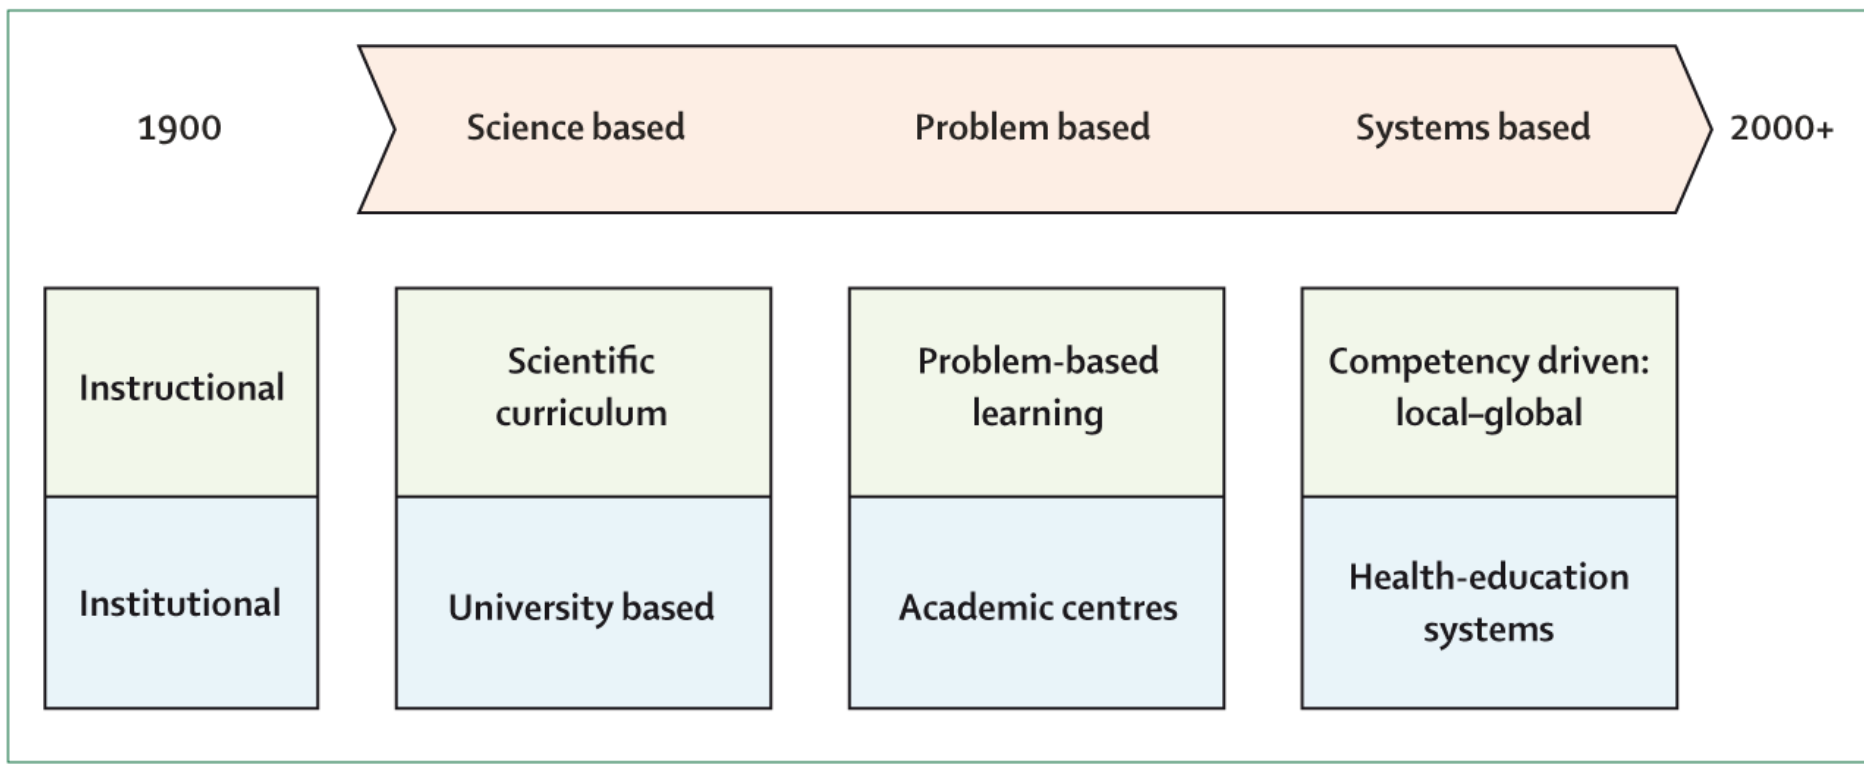 1900
Science based
Problem based
Systems based
2000+
Instructional
Scientific
curriculum
Problem-based
learning
Competency driven:
local–global
Institutional
University based
Academic centres
Health-education
systems